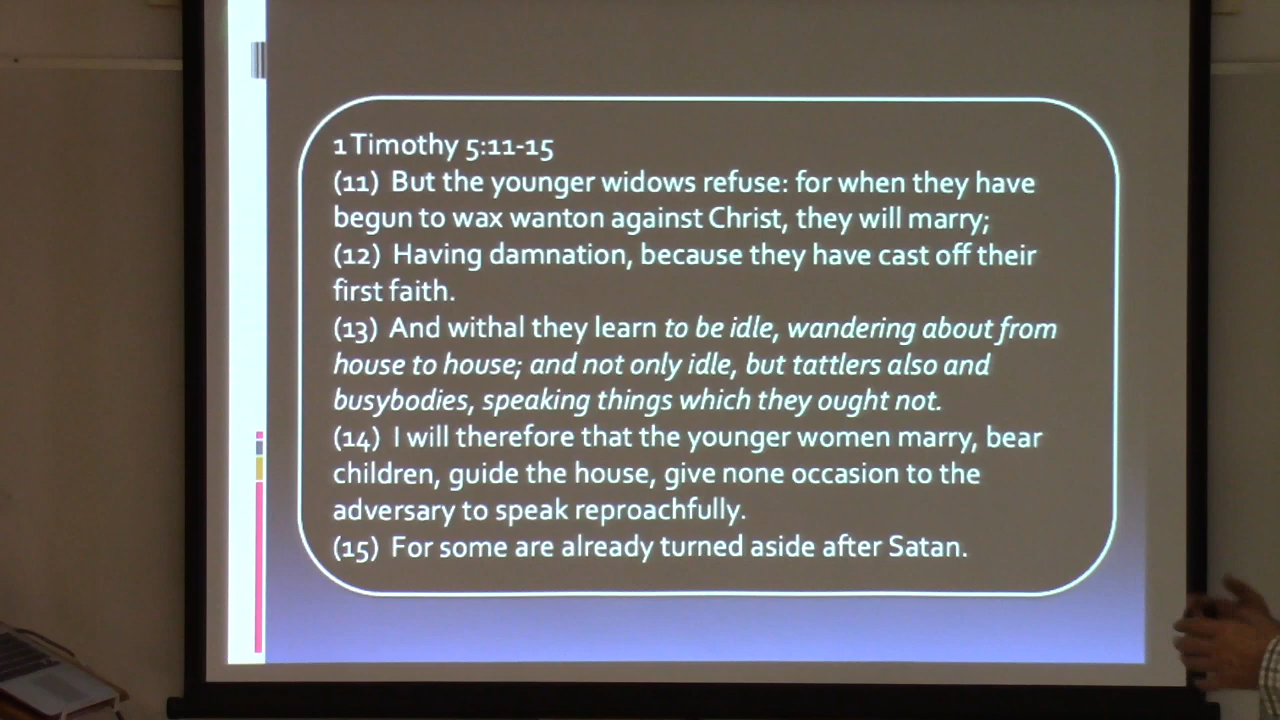 1 Timothy 5:11-15
(11) But the younger widows refuse: for when they have
begun to wax wanton against Christ, they will marry;
(12) Having damnation, because they have cast off their
first faith.
(13) And withal they learn to be idle, wandering about from
house to house; and not only idle, but tattlers also and
busybodies, speaking things which they ought not.
(14) I will therefore that the younger women marry, bear
children, guide the house, give none occasion to the
adversary to speak reproachfully.
(15) For some are already turned aside after Satan.